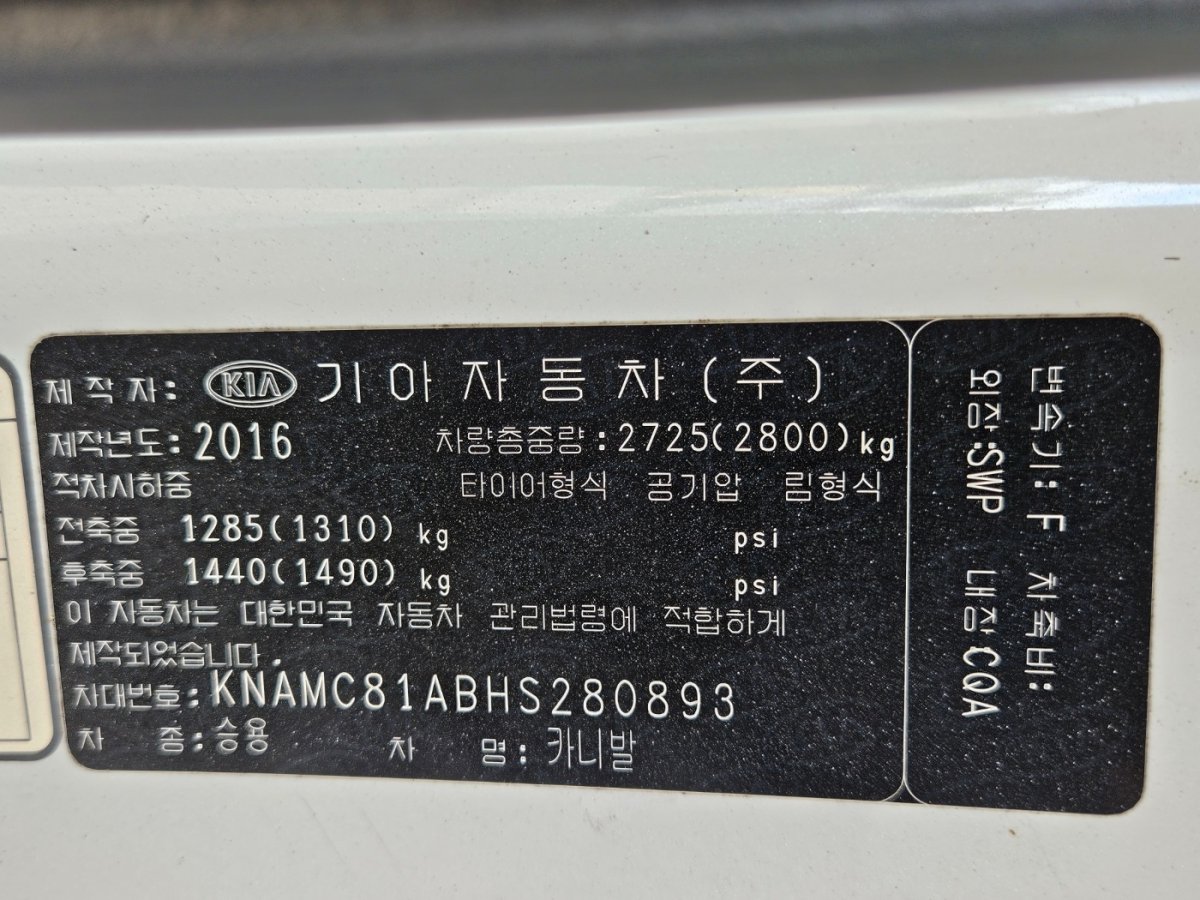 제작자: KIA 기아자동차(주)
제작년도:2016 차량총중량:2725(2800)kg
적차시하중 타이어형식 공기압 림형식
전축중 1285(1310) kg psi
후축중 1440(1490) kg psi
이 자동차는 대한민국 자동차 관리법령에 적합하게
제작되었습니다.
차대번호:KNAMC81ABHS280893
차 종:승용 차 명:카니발
변속기:F 차축비:
외장:SWP 내장:CQA